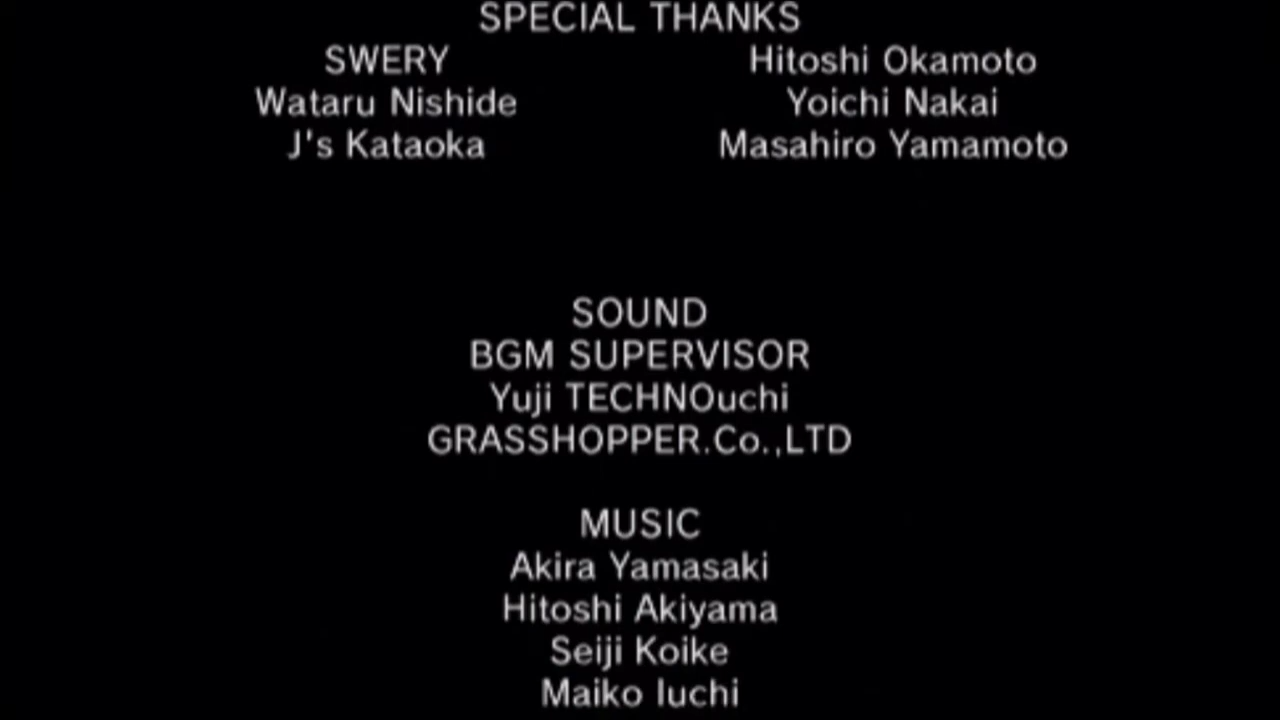 SPECIAL THANKS
SWERY Hitoshi Okamoto
Wataru Nishide Yoichi Nakai
J's Kataoka Masahiro Yamamoto
SOUND
BGM SUPERVISOR
Yuji TECHNOuchi
GRASSHOPPER.Co.,LTD
MUSIC
Akira Yamasaki
Hitoshi Akiyama
Seiji Koike
Maiko Iuchi